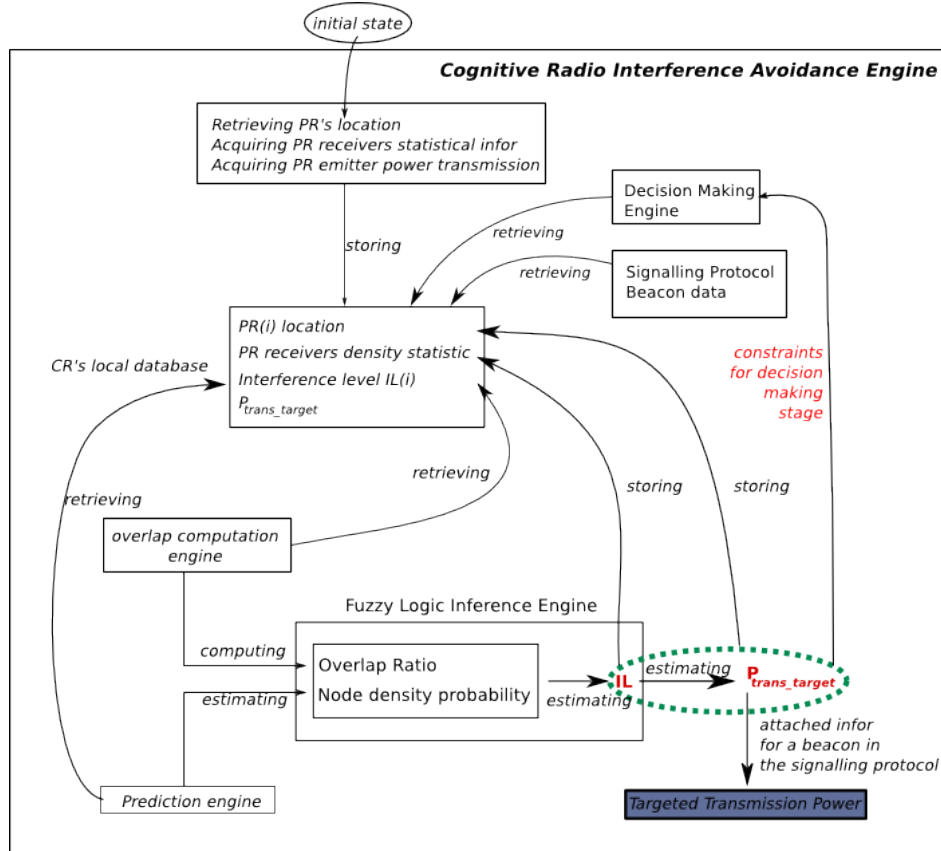 initial state
Cognitive Radio Interference Avoidance Engine
Retrieving PR's location
Acquiring PR receivers statistical infor
Acquiring PR emitter power transmission
Decision Making
Engine
retrieving
storing
retrieving
Signalling Protocol
Beacon data
PR(i) location
PR receivers density statistic
Interference level IL(i)
P trans_target
CR's local database
constraints
for decision
making
stage
retrieving
retrieving
storing
storing
overlap computation
engine
Fuzzy Logic Inference Engine
computing
estimating
Overlap Ratio
Node density probability
estimating
IL
estimating
P trans_target
attached infor
for a beacon in
the signalling protocol
Prediction engine
Targeted Transmission Power